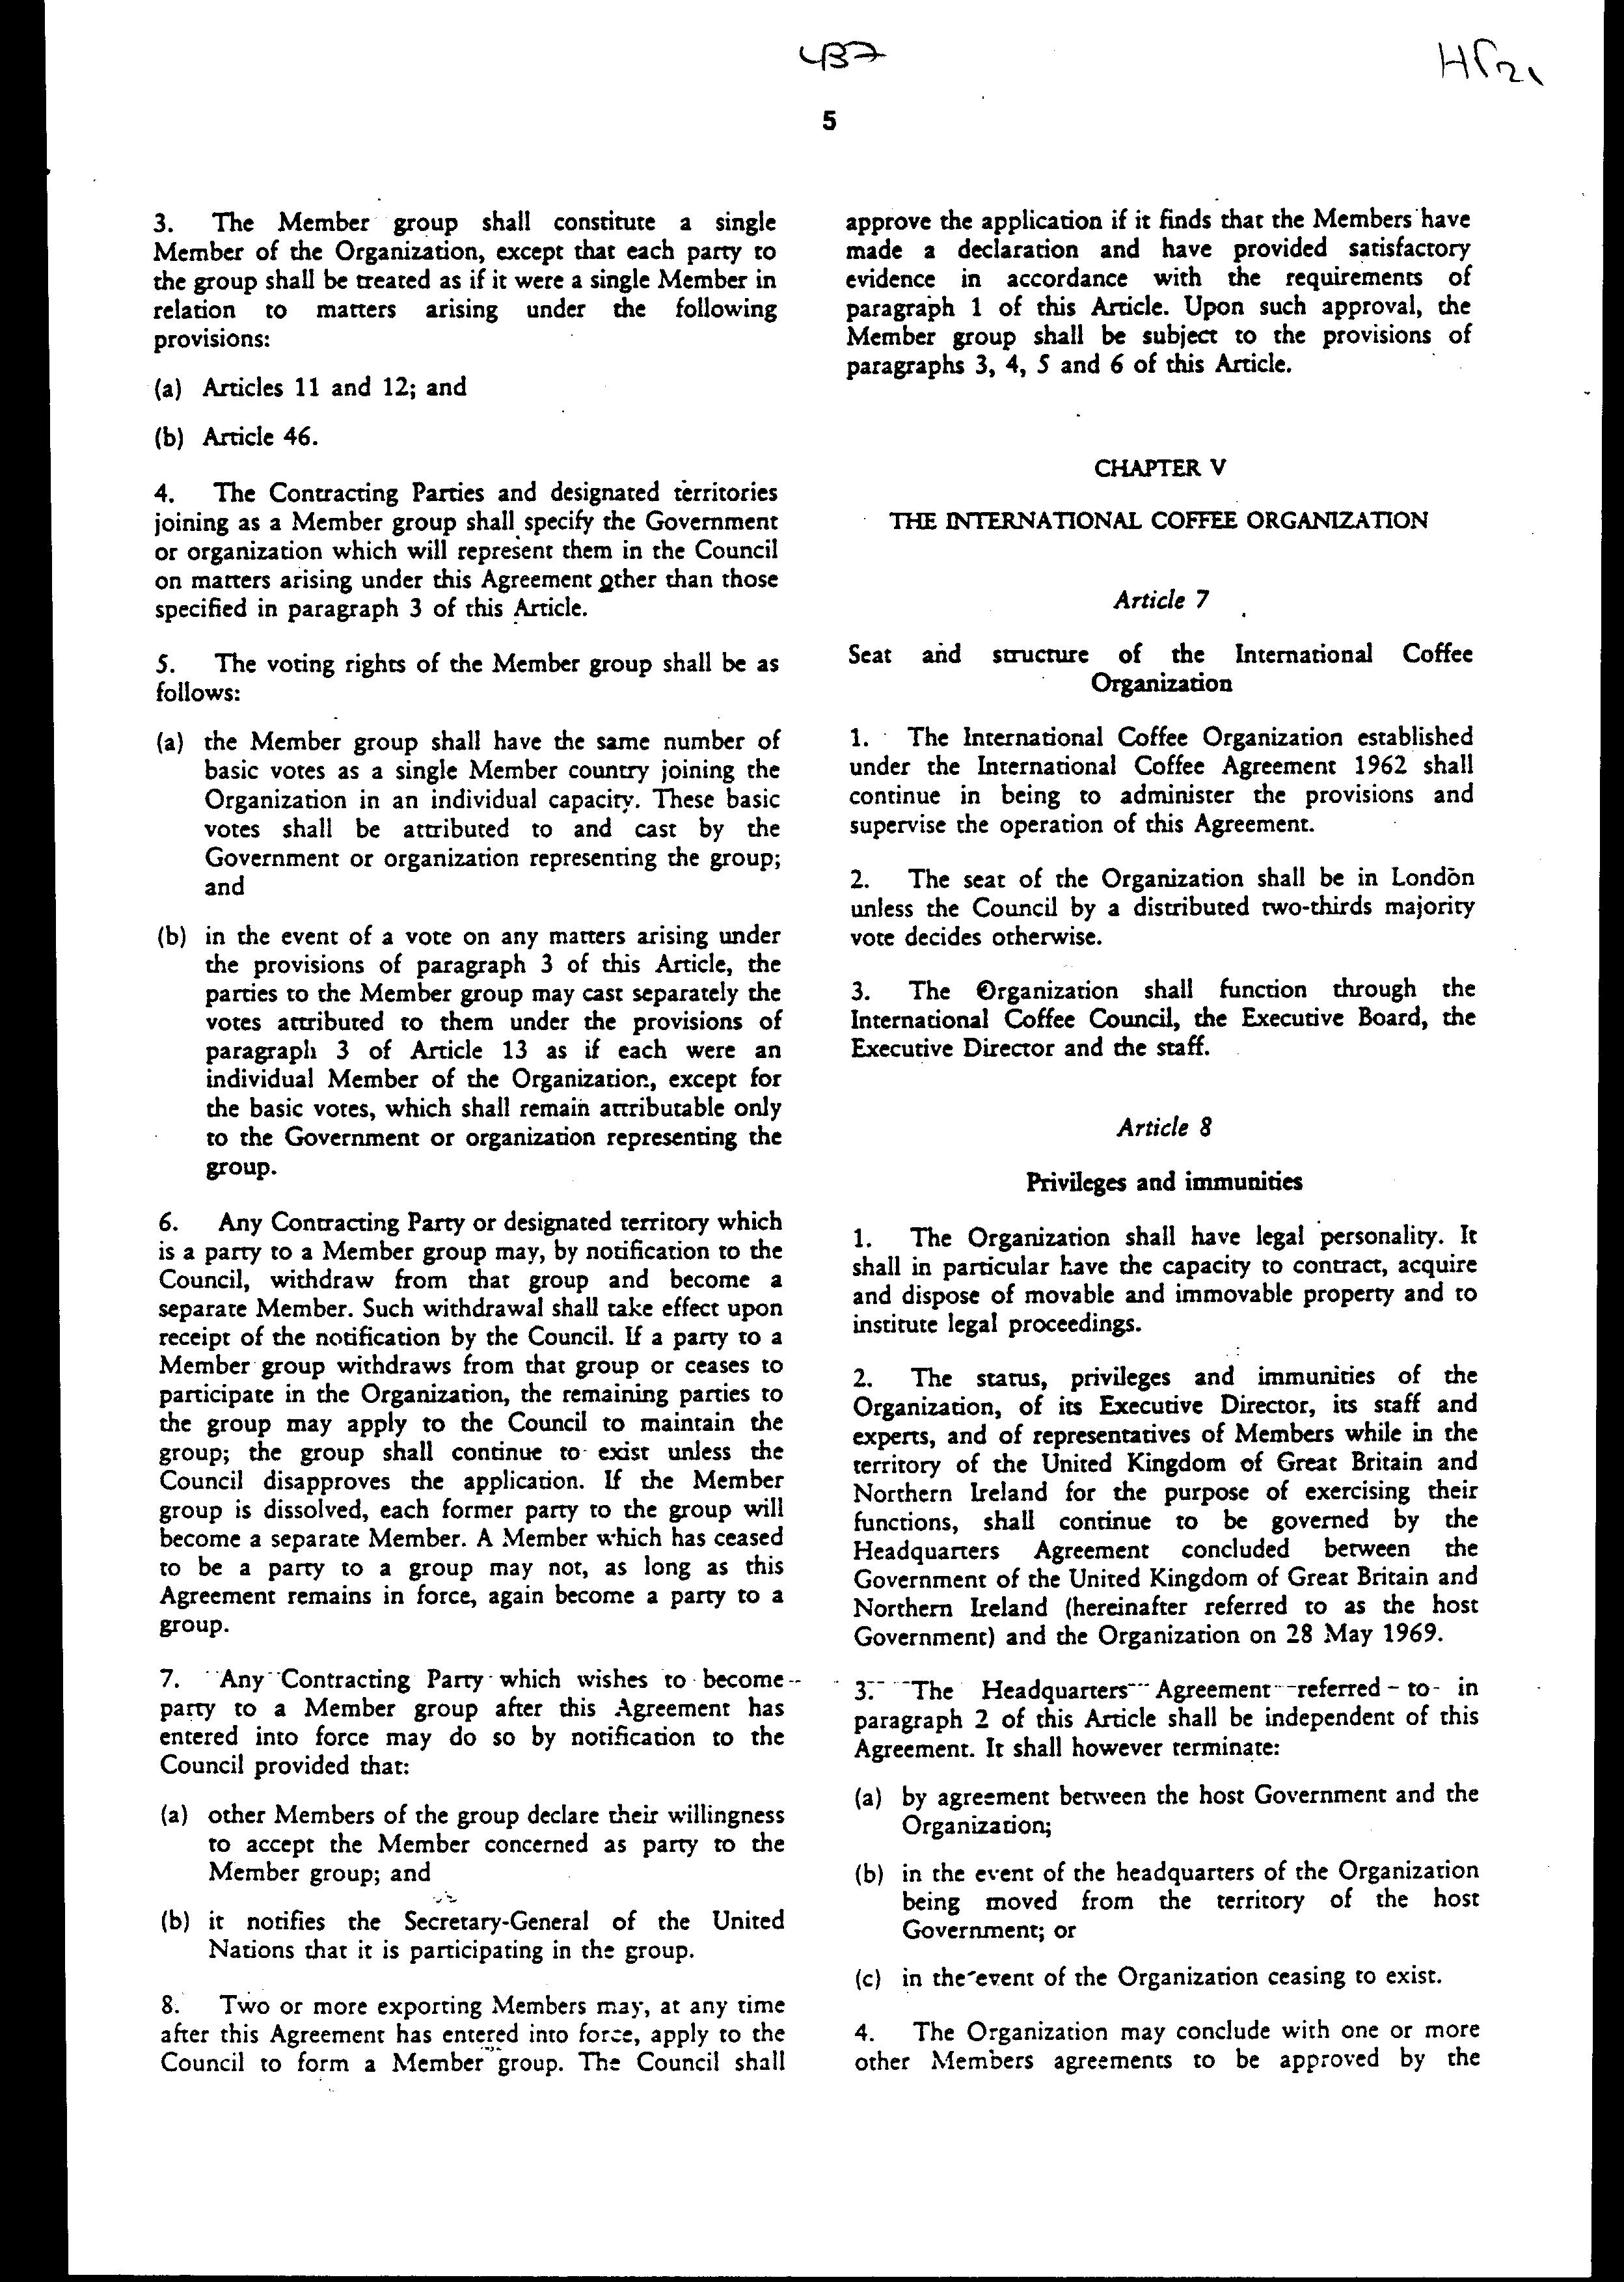 437
5
3. The Member group shall constitute a single
Member of the Organization, except that each party to
the group shall be treated as if it were a single Member in
relation to matters arising under the following
provisions:
(a) Articles 11 and 12; and
(b) Article 46.
4. The Contracting Parties and designated territories
joining as a Member group shall specify the Government
or organization which will represent them in the Council
on matters arising under this Agreement other than those
specified in paragraph 3 of this Article.
5. The voting rights of the Member group shall be as
follows:
(a) the Member group shall have the same number of
basic votes as a single Member country joining the
Organization in an individual capacity. These basic
votes shall be attributed to and cast by the
Government or organization representing the group;
and
(b) in the event of a vote on any matters arising under
the provisions of paragraph 3 of this Article, the
parties to the Member group may cast separately the
votes attributed to them under the provisions of
paragraph 3 of Article 13 as if each were an
individual Member of the Organization, except for
the basic votes, which shall remain attributable only
to the Government or organization representing the
group.
6. Any Contracting Party or designated territory which
is a party to a Member group may, by notification to the
Council, withdraw from that group and become a
separate Member. Such withdrawal shall take effect upon
receipt of the notification by the Council. If a party to a
Member group withdraws from that group or ceases to
participate in the Organization, the remaining parties to
the group may apply to the Council to maintain the
group; the group shall continue to exist unless the
Council disapproves the application. If the Member
group is dissolved, each former party to the group will
become a separate Member. A Member which has ceased
to be a party to a group may not, as long as this
Agreement remains in force, again become a party to a
group.
7. Any Contracting Party which wishes to become
party to a Member group after this Agreement has
entered into force may do so by notification to the
Council provided that:
(a) other Members of the group declare their willingness
to accept the Member concerned as party to the
Member group; and
(b) it notifies the Secretary-General of the United
Nations that it is participating in the group.
8. Two or more exporting Members may, at any time
after this Agreement has entered into force, apply to the
Council to form a Member group. The Council shall
approve the application if it finds that the Members have
made a declaration and have provided satisfactory
evidence in accordance with the requirements of
paragraph 1 of this Article. Upon such approval, the
Member group shall be subject to the provisions of
paragraphs 3, 4, 5 and 6 of this Article.
CHAPTER V
THE INTERNATIONAL COFFEE ORGANIZATION
Article 7
Seat and structure of the International Coffee
Organization
1. The International Coffee Organization established
under the International Coffee Agreement 1962 shall
continue in being to administer the provisions and
supervise the operation of this Agreement.
2. The seat of the Organization shall be in London
unless the Council by a distributed two-thirds majority
vote decides otherwise.
3. The Organization shall function through the
International Coffee Council, the Executive Board, the
Executive Director and the staff.
Article 8
Privileges and immunities
1. The Organization shall have legal personality. It
shall in particular have the capacity to contract, acquire
and dispose of movable and immovable property and to
institute legal proceedings.
2. The status, privileges and immunities of the
Organization, of its Executive Director, its staff and
experts, and of representatives of Members while in the
territory of the United Kingdom of Great Britain and
Northern Ireland for the purpose of exercising their
functions, shall continue to be governed by the
Headquarters Agreement concluded between the
Government of the United Kingdom of Great Britain and
Northern Ireland (hereinafter referred to as the host
Government) and the Organization on 28 May 1969.
3. The Headquarters Agreement referred to in
paragraph 2 of this Article shall be independent of this
Agreement. It shall however terminate:
(a) by agreement between the host Government and the
Organization;
(b) in the event of the headquarters of the Organization
being moved from the territory of the host
Government; or
(c) in the event of the Organization ceasing to exist.
4. The Organization may conclude with one or more
other Members agreements to be approved by the